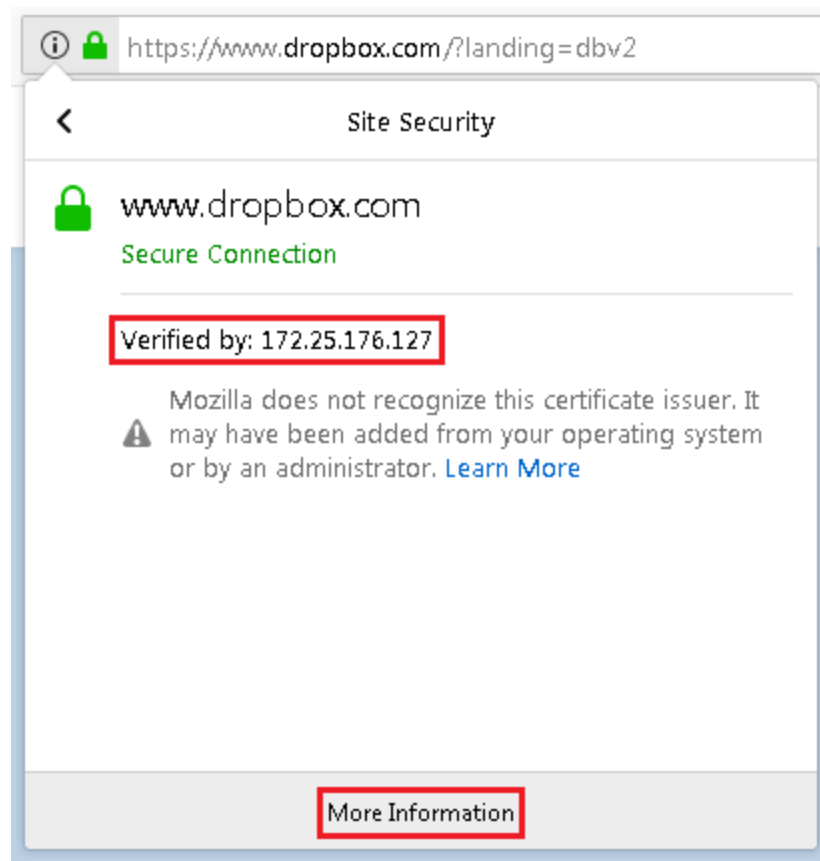 https://www.dropbox.com/?landing=dbv2
Site Security
www.dropbox.com
Secure Connection
Verified by: 172.25.176.127
Mozilla does not recognize this certificate issuer. It
may have been added from your operating system
or by an administrator. Learn More
More Information